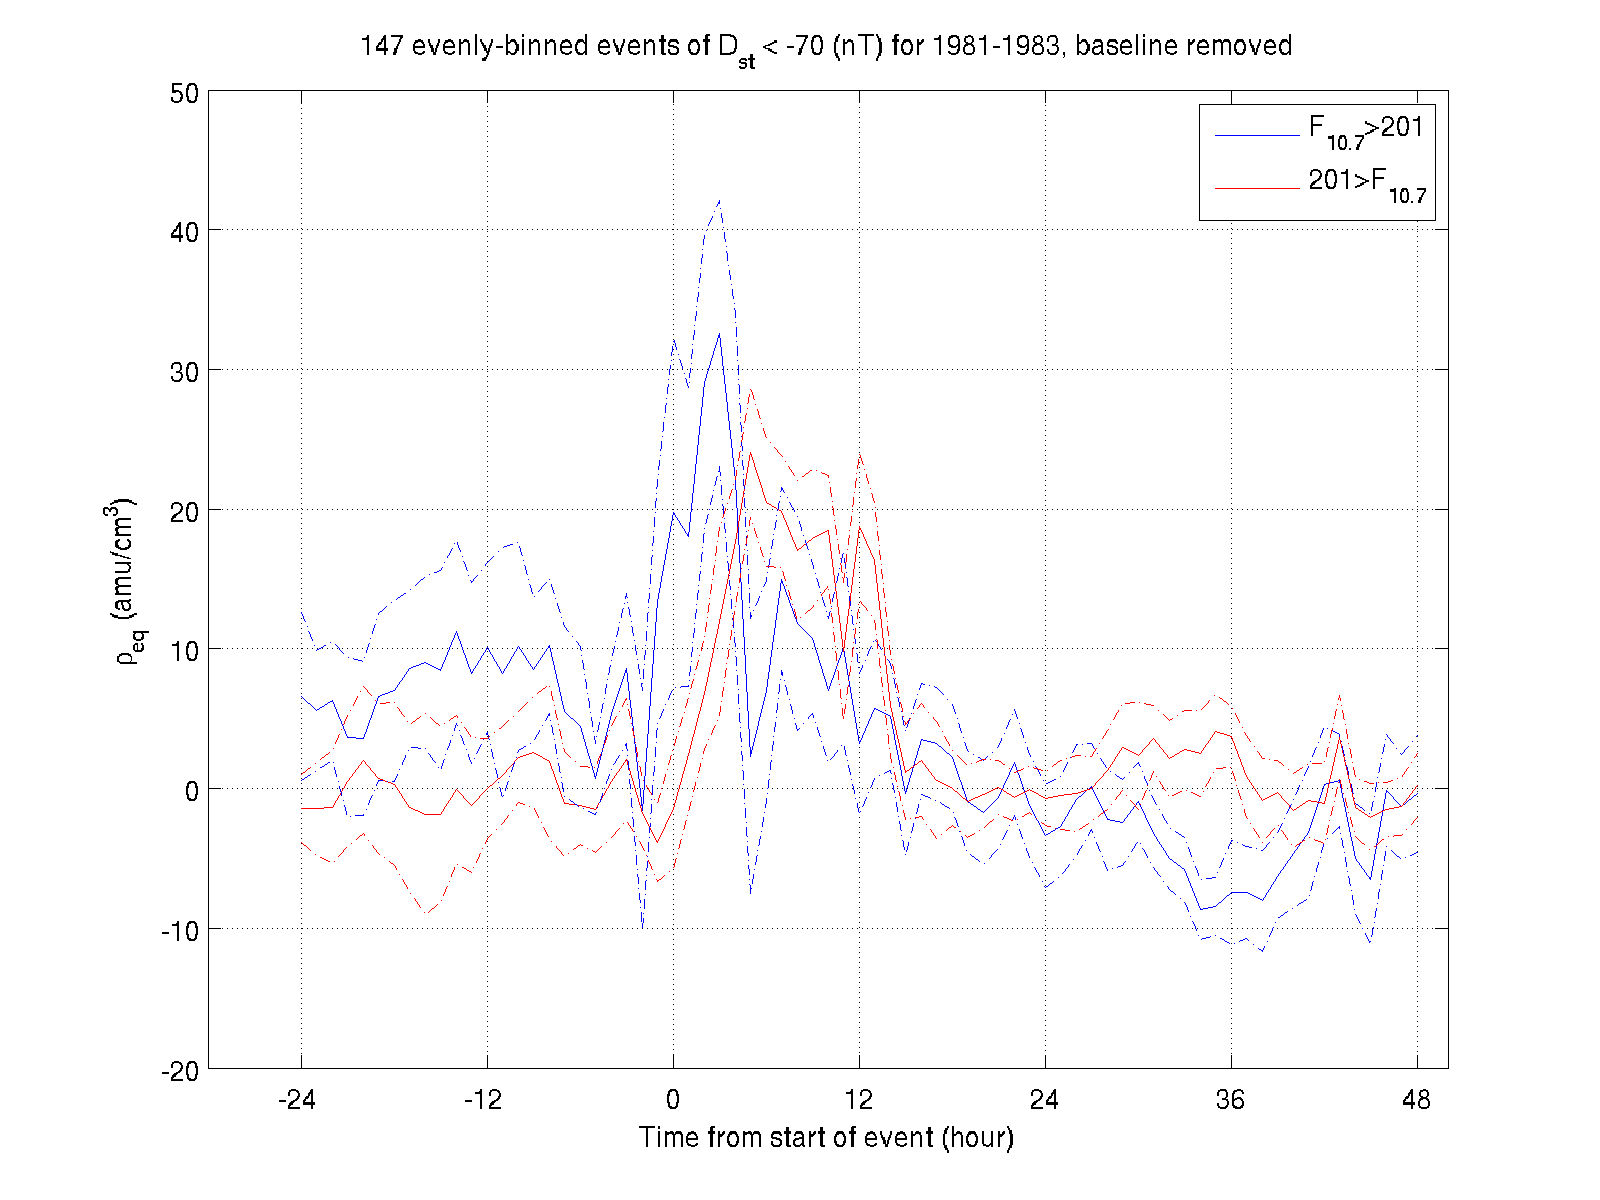 147 evenly-binned events of D_st < -70 (nT) for 1981-1983, baseline removed
F_10.7>201
201>F_10.7
50
40
30
20
10
0
-10
-20
ρ_eq (amu/cm^3)
-24 -12 0 12 24 36 48
Time from start of event (hour)